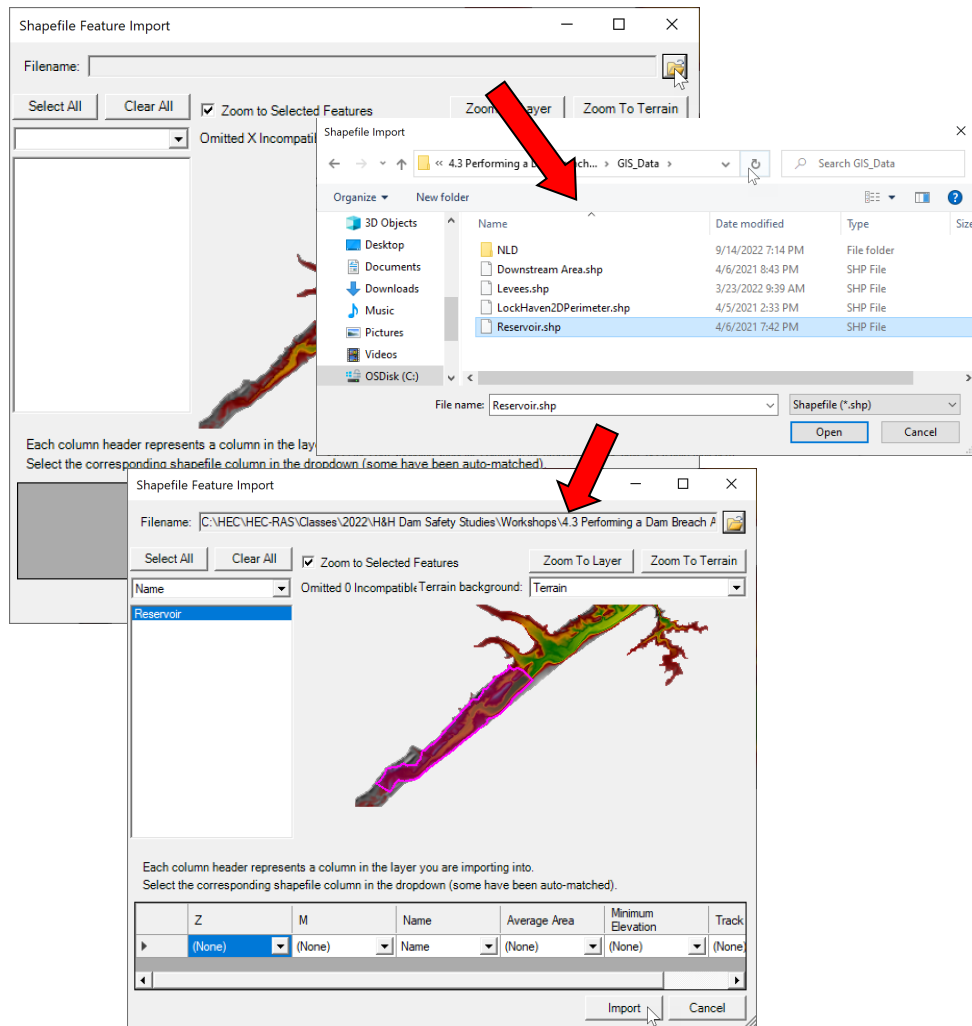 Shapefile Feature Import
Filename:
Select All
Clear All
Zoom to Selected Features
Zoom
ayer
Zoom To Terrain
Omitted X Incompatil
Shapefile Import
« 4.3 Performing a D
ach... › GIS_Data ›
Search GIS_Data
Organize
New folder
3D Objects
Desktop
Documents
Downloads
Music
Pictures
Videos
OSDisk (C:)
Name
Date modified
Type
Size
NLD
9/14/2022 7:14 PM
File folder
Downstream Area.shp
4/6/2021 8:43 PM
SHP File
Levees.shp
3/23/2022 9:39 AM
SHP File
LockHaven2DPerimeter.shp
4/5/2021 2:33 PM
SHP File
Reservoir.shp
4/6/2021 7:42 PM
SHP File
File name:
Reservoir.shp
Shapefile (*.shp)
Open
Cancel
Each column header represents a column in the lay
Select the corresponding shapefile column in the dropdown (some have been auto-matched).
Shapefile Feature Import
Filename:
C:\HEC\HEC-RAS\Classes\2022\H&H Dam Safety Studies\Workshops\4.3 Performing a Dam Breach A
Select All
Clear All
Zoom to Selected Features
Zoom To Layer
Zoom To Terrain
Name
Omitted 0 Incompatible
Terrain background:
Terrain
Reservoir
Each column header represents a column in the layer you are importing into.
Select the corresponding shapefile column in the dropdown (some have been auto-matched).
Z
M
Name
Average Area
Minimum
Elevation
Track
(None)
(None)
Name
(None)
(None)
(None)
Import
Cancel